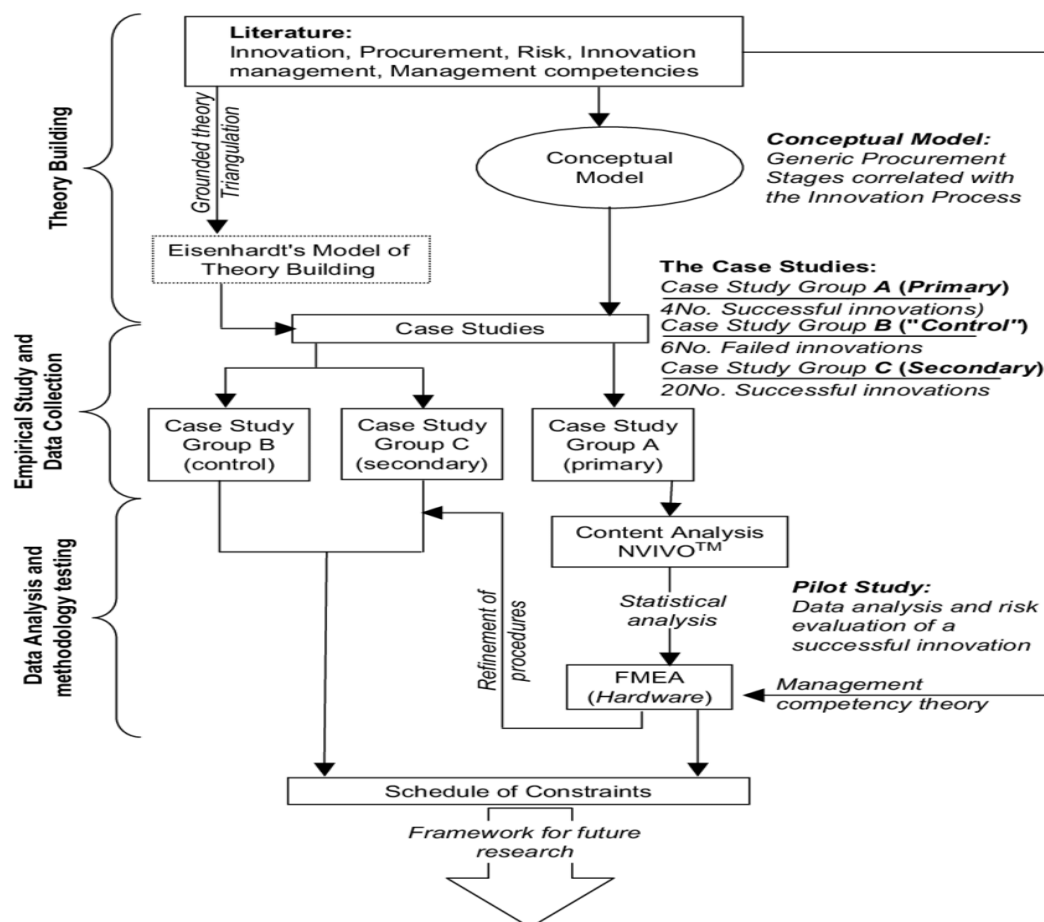 Literature:
Innovation, Procurement, Risk, Innovation
management, Management competencies
Theory Building
Grounded theory
Triangulation
Conceptual
Model
Conceptual Model:
Generic Procurement
Stages correlated with
the Innovation Process
Eisenhardt's Model of
Theory Building
The Case Studies:
Case Study Group A (Primary)
4No. Successful innovations)
Case Study Group B ("Control")
6No. Failed innovations
Case Study Group C (Secondary)
20No. Successful innovations
Case Studies
Empirical Study and
Data Collection
Case Study
Group B
(control)
Case Study
Group C
(secondary)
Case Study
Group A
(primary)
Data Analysis and
methodology testing
Content Analysis
NVIVO™
Refinement of
procedures
Statistical
analysis
Pilot Study:
Data analysis and risk
evaluation of a
successful innovation
FMEA
(Hardware)
Management
competency theory
Schedule of Constraints
Framework for future
research